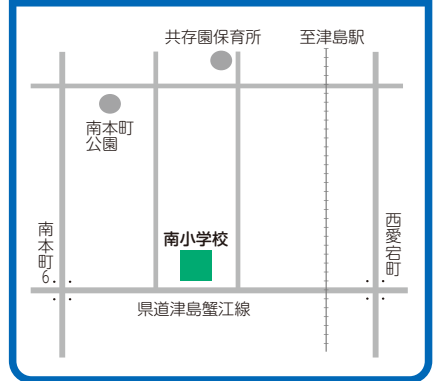 共存園保育所
至津島駅
南本町
公園
南本町6
南小学校
西愛宕町
県道津島蟹江線